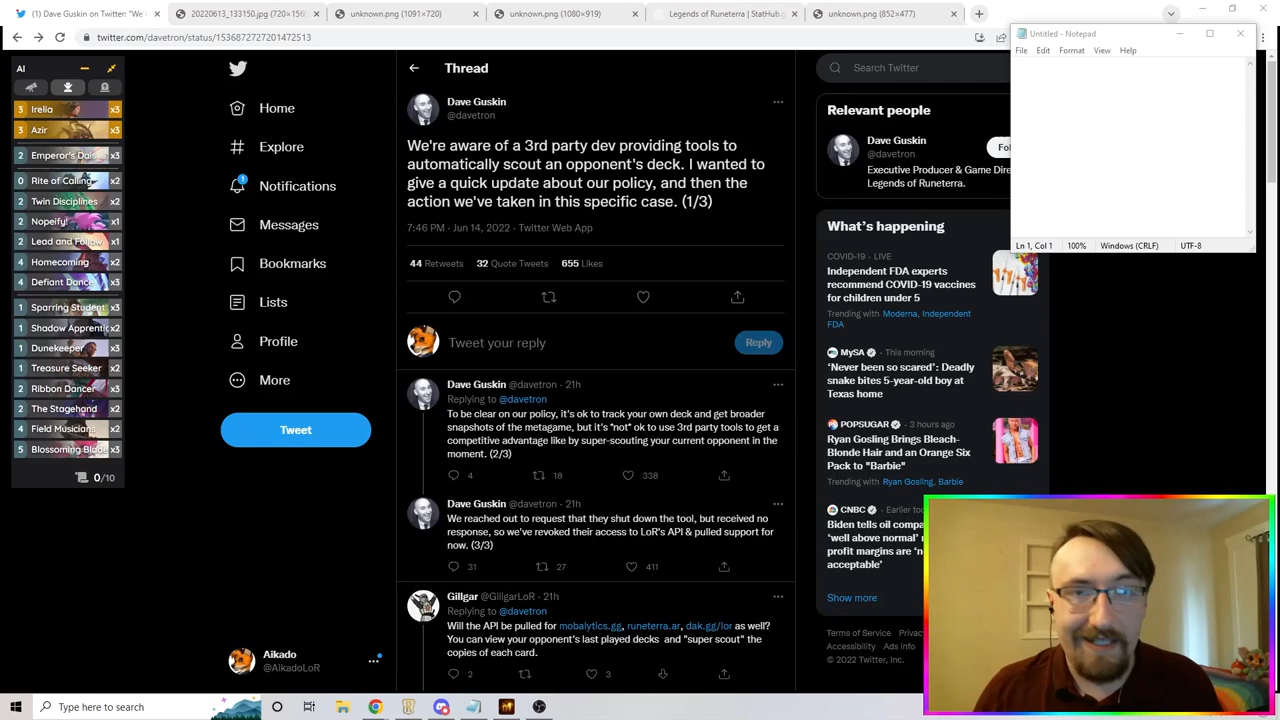 (1) Dave Guskin on Twitter: "We'r
20220613_133150.jpg (720×156
unknown.png (1091×720)
unknown.png (1080×919)
Legends of Runeterra | StatHub.g
unknown.png (852×477)
twitter.com/davetron/status/1536872727201472513
Untitled - Notepad
File Edit Format View Help
Ln 1, Col 1 100% Windows (CRLF) UTF-8
AI
3 Irelia x3
3 Azir x3
2 Emperor's Dais x3
0 Rite of Calling x2
2 Twin Disciplines x2
2 Nopeify! x1
2 Lead and Follow x1
4 Homecoming x2
4 Defiant Dance x3
1 Sparring Student x3
1 Shadow Apprentic x2
1 Dunekeeper x3
1 Treasure Seeker x2
2 Ribbon Dancer x3
2 The Stagehand x2
4 Field Musicians x2
5 Blossoming Blade x3
0/10
Home
Explore
1
Notifications
Messages
Bookmarks
Lists
Profile
More
Tweet
Aikado
@AikadoLoR
Thread
Dave Guskin
@davetron
We're aware of a 3rd party dev providing tools to
automatically scout an opponent's deck. I wanted to
give a quick update about our policy, and then the
action we've taken in this specific case. (1/3)
7:46 PM · Jun 14, 2022 · Twitter Web App
44 Retweets 32 Quote Tweets 655 Likes
Tweet your reply
Reply
Dave Guskin @davetron · 21h
Replying to @davetron
To be clear on our policy, it's ok to track your own deck and get broader
snapshots of the metagame, but it's *not* ok to use 3rd party tools to get a
competitive advantage like by super-scouting your current opponent in the
moment. (2/3)
4 18 338
Dave Guskin @davetron · 21h
Replying to @davetron
We reached out to request that they shut down the tool, but received no
response, so we've revoked their access to LoR's API & pulled support for
now. (3/3)
31 27 411
Gillgar @GillgarLoR · 21h
Replying to @davetron
Will the API be pulled for mobalytics.gg, runeterra.ar, dak.gg/lor as well?
You can view your opponent's last played decks and "super scout" the
copies of each card.
2 3
Search Twitter
Relevant people
Dave Guskin
@davetron
Fol
Executive Producer & Game Dire
Legends of Runeterra.
What's happening
COVID-19 · LIVE
Independent FDA experts
recommend COVID-19 vaccines
for children under 5
Trending with Moderna, Independent
FDA
MySA · This morning
'Never been so scared': Deadly
snake bites 5-year-old boy at
Texas home
POPSUGAR · 3 hours ago
Ryan Gosling Brings Bleach-
Blonde Hair and an Orange Six
Pack to "Barbie"
Trending with Ryan Gosling, Barbie
CNBC · Earlier to
Biden tells oil compa
'well above normal' r
profit margins are 'n
acceptable'
Show more
Terms of Service Privac
Accessibility Ads info
© 2022 Twitter, Inc.
Type here to search